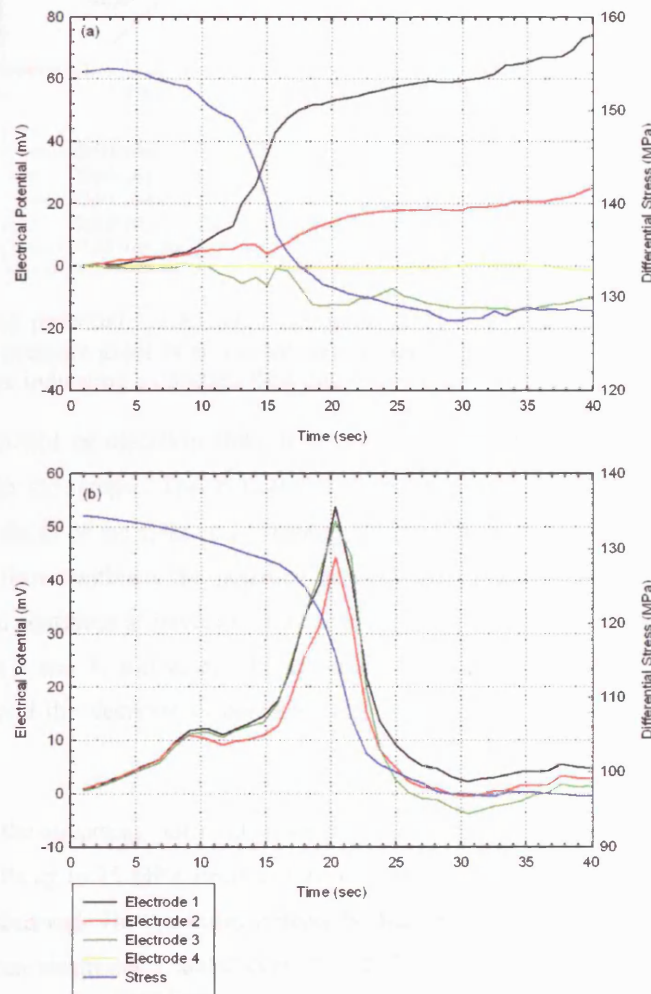 (a)
80
60
40
20
0
-20
-40
Electrical Potential (mV)
160
150
140
130
120
Differential Stress (MPa)
0 5 10 15 20 25 30 35 40
Time (sec)
(b)
60
50
40
30
20
10
0
-10
Electrical Potential (mV)
140
130
120
110
100
90
Differential Stress (MPa)
0 5 10 15 20 25 30 35 40
Time (sec)
Electrode 1
Electrode 2
Electrode 3
Electrode 4
Stress